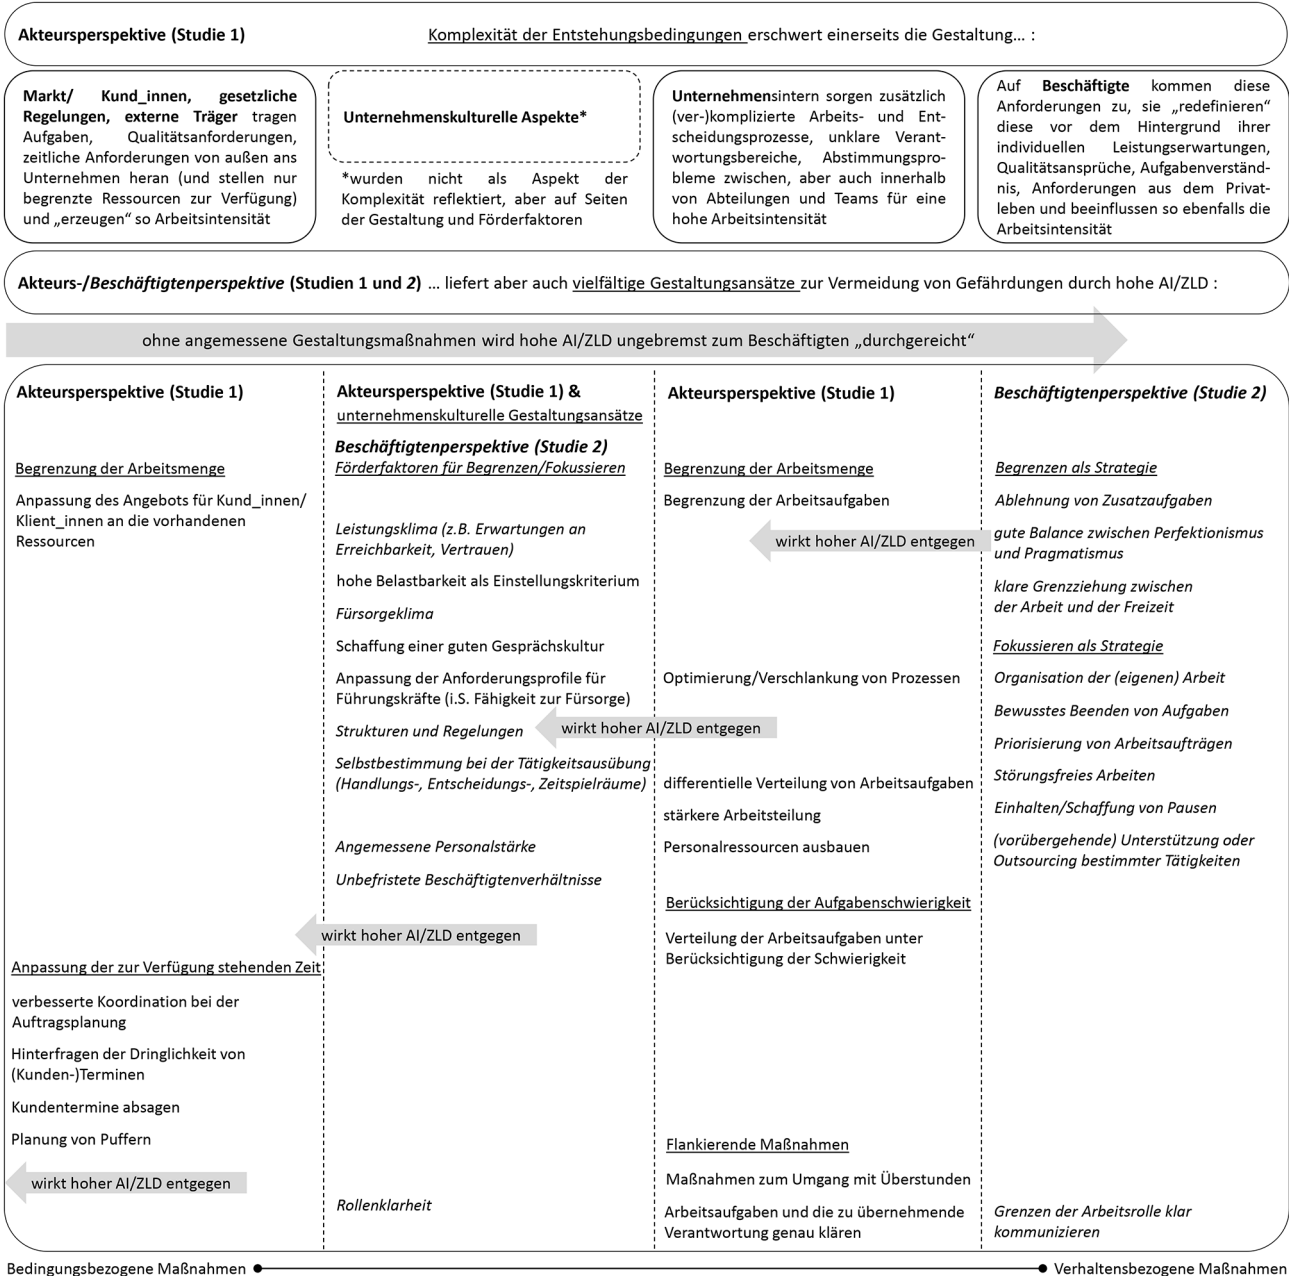 Akteursperspektive (Studie 1)
Komplexität der Entstehungsbedingungen erschwert einerseits die Gestaltung... :
Markt/ Kund_innen, gesetzliche
Regelungen, externe Träger tragen
Aufgaben, Qualitätsanforderungen,
zeitliche Anforderungen von außen ans
Unternehmen heran (und stellen nur
begrenzte Ressourcen zur Verfügung)
und „erzeugen“ so Arbeitsintensität
Unternehmenskulturelle Aspekte*
*wurden nicht als Aspekt der
Komplexität reflektiert, aber auf Seiten
der Gestaltung und Förderfaktoren
Unternehmensintern sorgen zusätzlich
(ver-)komplizierte Arbeits- und Ent-
scheidungsprozesse, unklare Verant-
wortungsbereiche, Abstimmungspro-
bleme zwischen, aber auch innerhalb
von Abteilungen und Teams für eine
hohe Arbeitsintensität
Auf Beschäftigte kommen diese
Anforderungen zu, sie „redefinieren“
diese vor dem Hintergrund ihrer
individuellen Leistungserwartungen,
Qualitätsansprüche, Aufgabenverständ-
nis, Anforderungen aus dem Privat-
leben und beeinflussen so ebenfalls die
Arbeitsintensität
Akteurs-/Beschäftigtenperspektive (Studien 1 und 2) ... liefert aber auch vielfältige Gestaltungsansätze zur Vermeidung von Gefährdungen durch hohe AI/ZLD :
ohne angemessene Gestaltungsmaßnahmen wird hohe AI/ZLD ungebremst zum Beschäftigten „durchgereicht“
Akteursperspektive (Studie 1)
Begrenzung der Arbeitsmenge
Anpassung des Angebots für Kund_innen/
Klient_innen an die vorhandenen
Ressourcen
Anpassung der zur Verfügung stehenden Zeit
verbesserte Koordination bei der
Auftragsplanung
Hinterfragen der Dringlichkeit von
(Kunden-)Terminen
Kundentermine absagen
Planung von Puffern
wirkt hoher AI/ZLD entgegen
Akteursperspektive (Studie 1) &
unternehmenskulturelle Gestaltungsansätze
Beschäftigtenperspektive (Studie 2)
Förderfaktoren für Begrenzen/Fokussieren
Leistungsklima (z.B. Erwartungen an
Erreichbarkeit, Vertrauen)
hohe Belastbarkeit als Einstellungskriterium
Fürsorgeklima
Schaffung einer guten Gesprächskultur
Anpassung der Anforderungsprofile für
Führungskräfte (i.S. Fähigkeit zur Fürsorge)
Strukturen und Regelungen
wirkt hoher AI/ZLD entgegen
Selbstbestimmung bei der Tätigkeitsausübung
(Handlungs-, Entscheidungs-, Zeitspielräume)
Angemessene Personalstärke
Unbefristete Beschäftigtenverhältnisse
wirkt hoher AI/ZLD entgegen
Rollenklarheit
Akteursperspektive (Studie 1)
Begrenzung der Arbeitsmenge
Begrenzung der Arbeitsaufgaben
wirkt hoher AI/ZLD entgegen
Optimierung/Verschlankung von Prozessen
differentielle Verteilung von Arbeitsaufgaben
stärkere Arbeitsteilung
Personalressourcen ausbauen
Berücksichtigung der Aufgabenschwierigkeit
Verteilung der Arbeitsaufgaben unter
Berücksichtigung der Schwierigkeit
Flankierende Maßnahmen
Maßnahmen zum Umgang mit Überstunden
Arbeitsaufgaben und die zu übernehmende
Verantwortung genau klären
Beschäftigtenperspektive (Studie 2)
Begrenzen als Strategie
Ablehnung von Zusatzaufgaben
gute Balance zwischen Perfektionismus
und Pragmatismus
klare Grenzziehung zwischen
der Arbeit und der Freizeit
Fokussieren als Strategie
Organisation der (eigenen) Arbeit
Bewusstes Beenden von Aufgaben
Priorisierung von Arbeitsaufträgen
Störungsfreies Arbeiten
Einhalten/Schaffung von Pausen
(vorübergehende) Unterstützung oder
Outsourcing bestimmter Tätigkeiten
Grenzen der Arbeitsrolle klar
kommunizieren
Bedingungsbezogene Maßnahmen
Verhaltensbezogene Maßnahmen